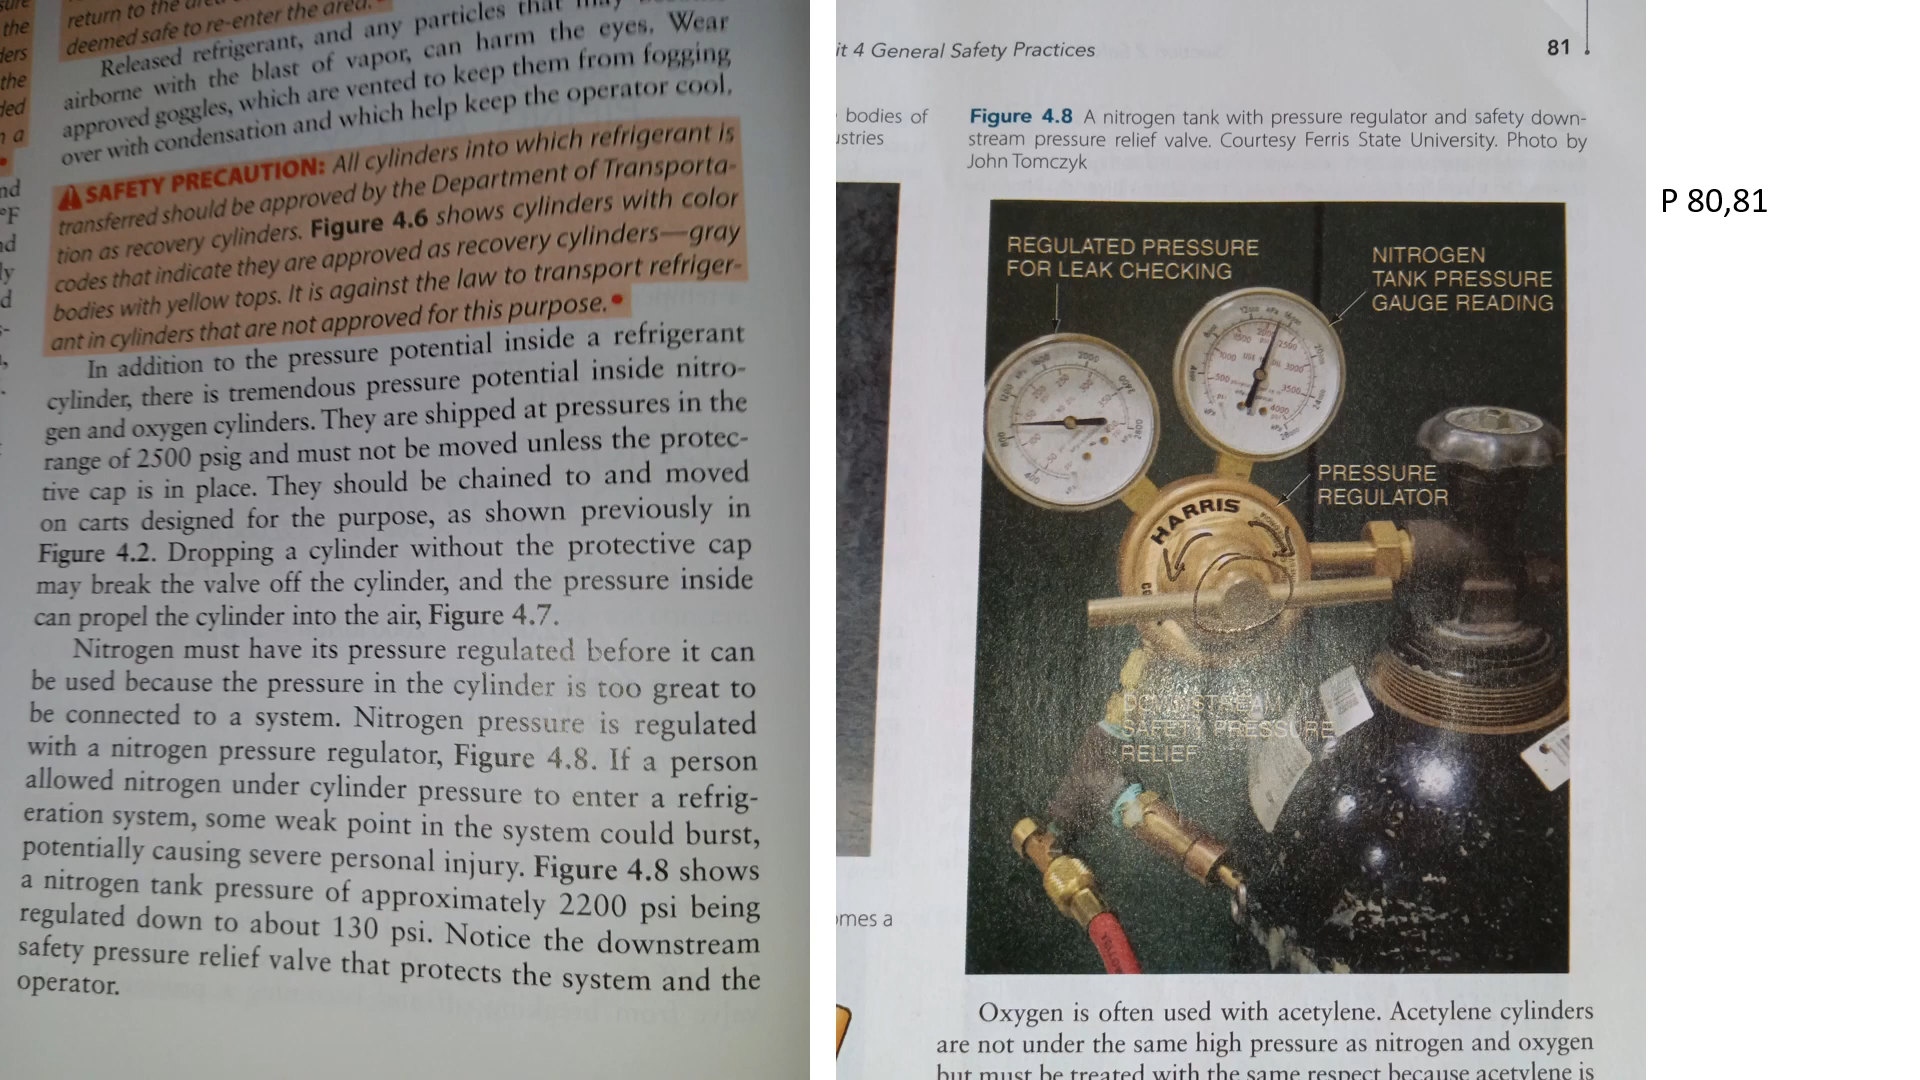 return to the
deemed safe to re-enter the area.
Released refrigerant, and any particles that may
airborne with the blast of vapor, can harm the eyes. Wear
approved goggles, which are vented to keep them from fogging
over with condensation and which help keep the operator cool.
SAFETY PRECAUTION: All cylinders into which refrigerant is
transferred should be approved by the Department of Transporta-
tion as recovery cylinders. Figure 4.6 shows cylinders with color
codes that indicate they are approved as recovery cylinders—gray
bodies with yellow tops. It is against the law to transport refriger-
ant in cylinders that are not approved for this purpose.•
In addition to the pressure potential inside a refrigerant
cylinder, there is tremendous pressure potential inside nitro-
gen and oxygen cylinders. They are shipped at pressures in the
range of 2500 psig and must not be moved unless the protec-
tive cap is in place. They should be chained to and moved
on carts designed for the purpose, as shown previously in
Figure 4.2. Dropping a cylinder without the protective cap
may break the valve off the cylinder, and the pressure inside
can propel the cylinder into the air, Figure 4.7.
Nitrogen must have its pressure regulated before it can
be used because the pressure in the cylinder is too great to
be connected to a system. Nitrogen pressure is regulated
with a nitrogen pressure regulator, Figure 4.8. If a person
allowed nitrogen under cylinder pressure to enter a refrig-
eration system, some weak point in the system could burst,
potentially causing severe personal injury. Figure 4.8 shows
a nitrogen tank pressure of approximately 2200 psi being
regulated down to about 130 psi. Notice the downstream
safety pressure relief valve that protects the system and the
operator.
it 4 General Safety Practices
81
bodies of
ustries
Figure 4.8 A nitrogen tank with pressure regulator and safety down-
stream pressure relief valve. Courtesy Ferris State University. Photo by
John Tomczyk
REGULATED PRESSURE
FOR LEAK CHECKING
NITROGEN
TANK PRESSURE
GAUGE READING
PRESSURE
REGULATOR
HARRIS
DOWNSTREA
SAFETY PRESSURE
RELIEF
omes a
Oxygen is often used with acetylene. Acetylene cylinders
are not under the same high pressure as nitrogen and oxygen
but must be treated with the same respect because acetylene is
P 80,81